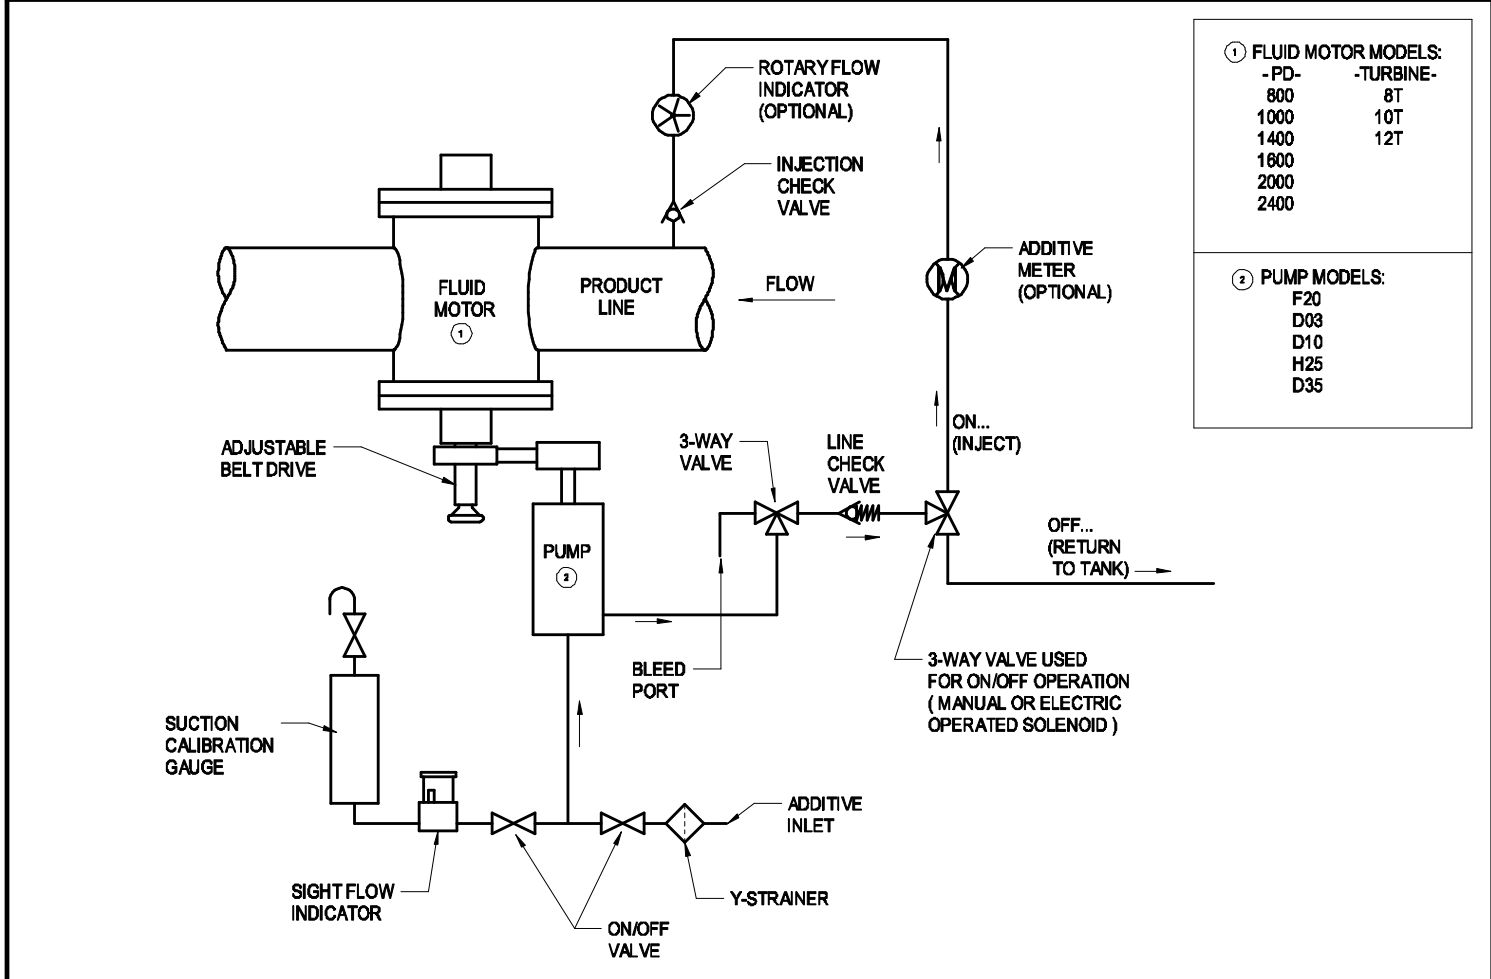 ROTARY FLOW
INDICATOR
(OPTIONAL)
INJECTION
CHECK
VALVE
FLUID
MOTOR
1
PRODUCT
LINE
FLOW
M
ADDITIVE
METER
(OPTIONAL)
1 FLUID MOTOR MODELS:
- PD- -TURBINE-
800 8T
1000 10T
1400 12T
1600
2000
2400
2 PUMP MODELS:
F20
D03
D10
H25
D35
ADJUSTABLE
BELT DRIVE
3-WAY
VALVE
LINE
CHECK
VALVE
ON...
(INJECT)
PUMP
2
OFF...
(RETURN
TO TANK)
BLEED
PORT
3-WAY VALVE USED
FOR ON/OFF OPERATION
( MANUAL OR ELECTRIC
OPERATED SOLENOID )
SUCTION
CALIBRATION
GAUGE
ADDITIVE
INLET
SIGHT FLOW
INDICATOR
Y-STRAINER
ON/OFF
VALVE